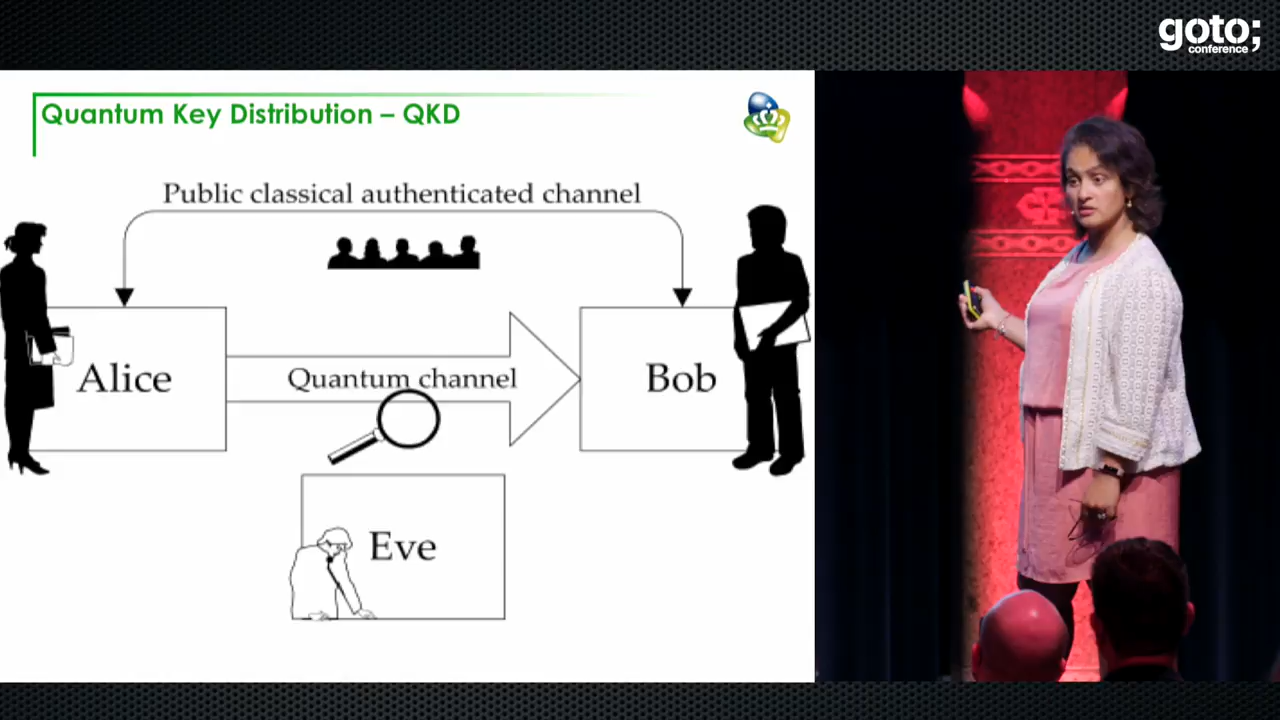 goto;
conference
Quantum Key Distribution – QKD
Public classical authenticated channel
Alice
Quantum channel
Bob
Eve